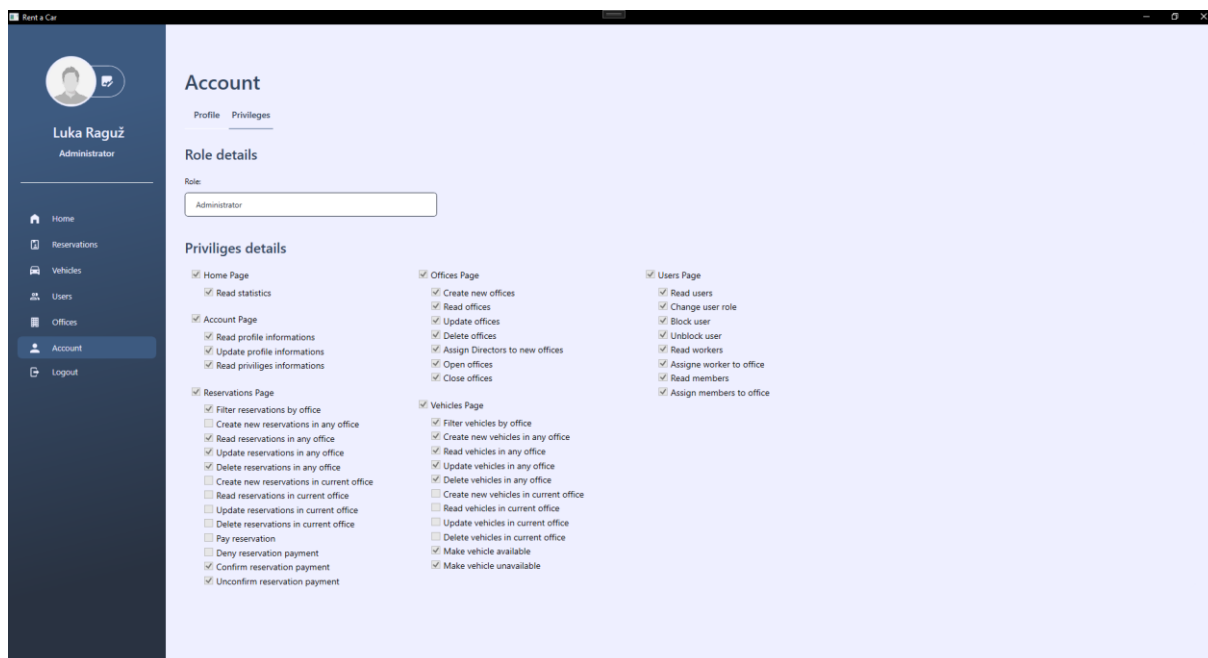 Rent a Car
Luka Raguž
Administrator
Home
Reservations
Vehicles
Users
Offices
Account
Logout
Account
Profile Privileges
Role details
Role:
Administrator
Priviliges details
Home Page
Read statistics
Account Page
Read profile informations
Update profile informations
Read priviliges informations
Reservations Page
Filter reservations by office
Create new reservations in any office
Read reservations in any office
Update reservations in any office
Delete reservations in any office
Create new reservations in current office
Read reservations in current office
Update reservations in current office
Delete reservations in current office
Pay reservation
Deny reservation payment
Confirm reservation payment
Unconfirm reservation payment
Offices Page
Create new offices
Read offices
Update offices
Delete offices
Assign Directors to new offices
Open offices
Close offices
Vehicles Page
Filter vehicles by office
Create new vehicles in any office
Read vehicles in any office
Update vehicles in any office
Delete vehicles in any office
Create new vehicles in current office
Read vehicles in current office
Update vehicles in current office
Delete vehicles in current office
Make vehicle available
Make vehicle unavailable
Users Page
Read users
Change user role
Block user
Unblock user
Read workers
Assigne worker to office
Read members
Assign members to office